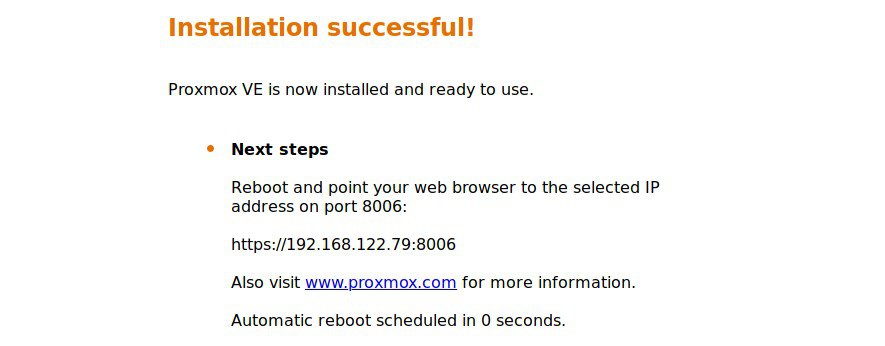 Installation successful!
Proxmox VE is now installed and ready to use.
Next steps
Reboot and point your web browser to the selected IP
address on port 8006:
https://192.168.122.79:8006
Also visit www.proxmox.com for more information.
Automatic reboot scheduled in 0 seconds.